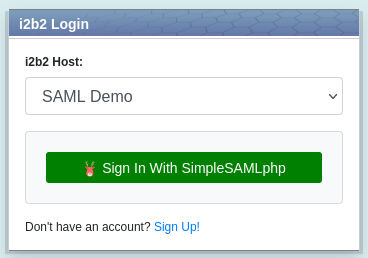 i2b2 Login
i2b2 Host:
SAML Demo
Sign In With SimpleSAMLphp
Don't have an account? Sign Up!